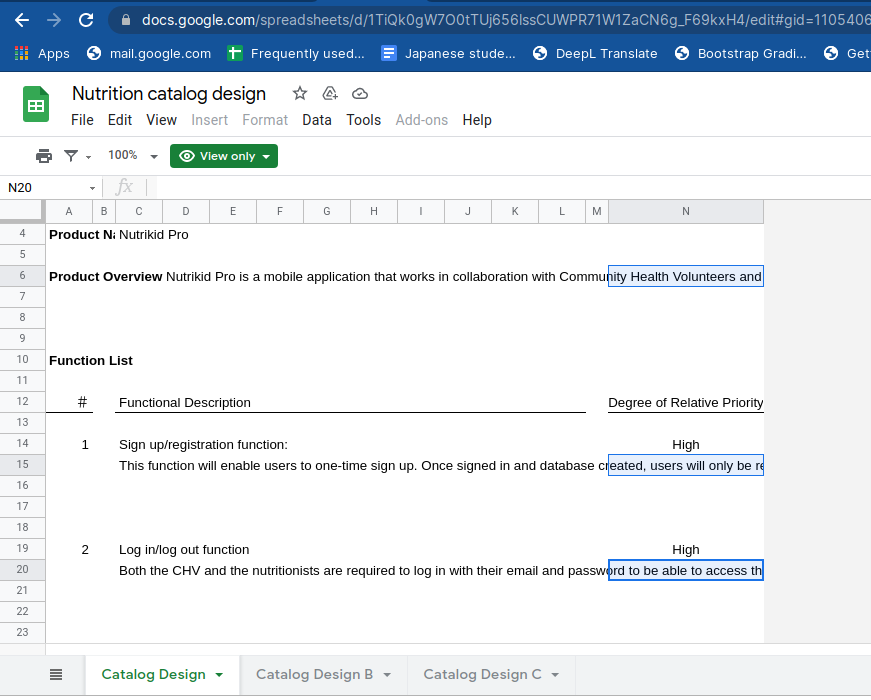 docs.google.com/spreadsheets/d/1TiQk0gW7O0tTUj656lssCUWPR71W1ZaCN6g_F69kxH4/edit#gid=1105406
Apps mail.google.com Frequently used... Japanese stude... DeepL Translate Bootstrap Gradi... Get
Nutrition catalog design
File Edit View Insert Format Data Tools Add-ons Help
100% View only
N20 fx
A B C D E F G H I J K L M N
4 Product Na Nutrikid Pro
5
6 Product Overview Nutrikid Pro is a mobile application that works in collaboration with Community Health Volunteers and
7
8
9
10 Function List
11
12 # Functional Description Degree of Relative Priority
13
14 1 Sign up/registration function: High
15 This function will enable users to one-time sign up. Once signed in and database created, users will only be re
16
17
18
19 2 Log in/log out function High
20 Both the CHV and the nutritionists are required to log in with their email and password to be able to access th
21
22
23
Catalog Design Catalog Design B Catalog Design C